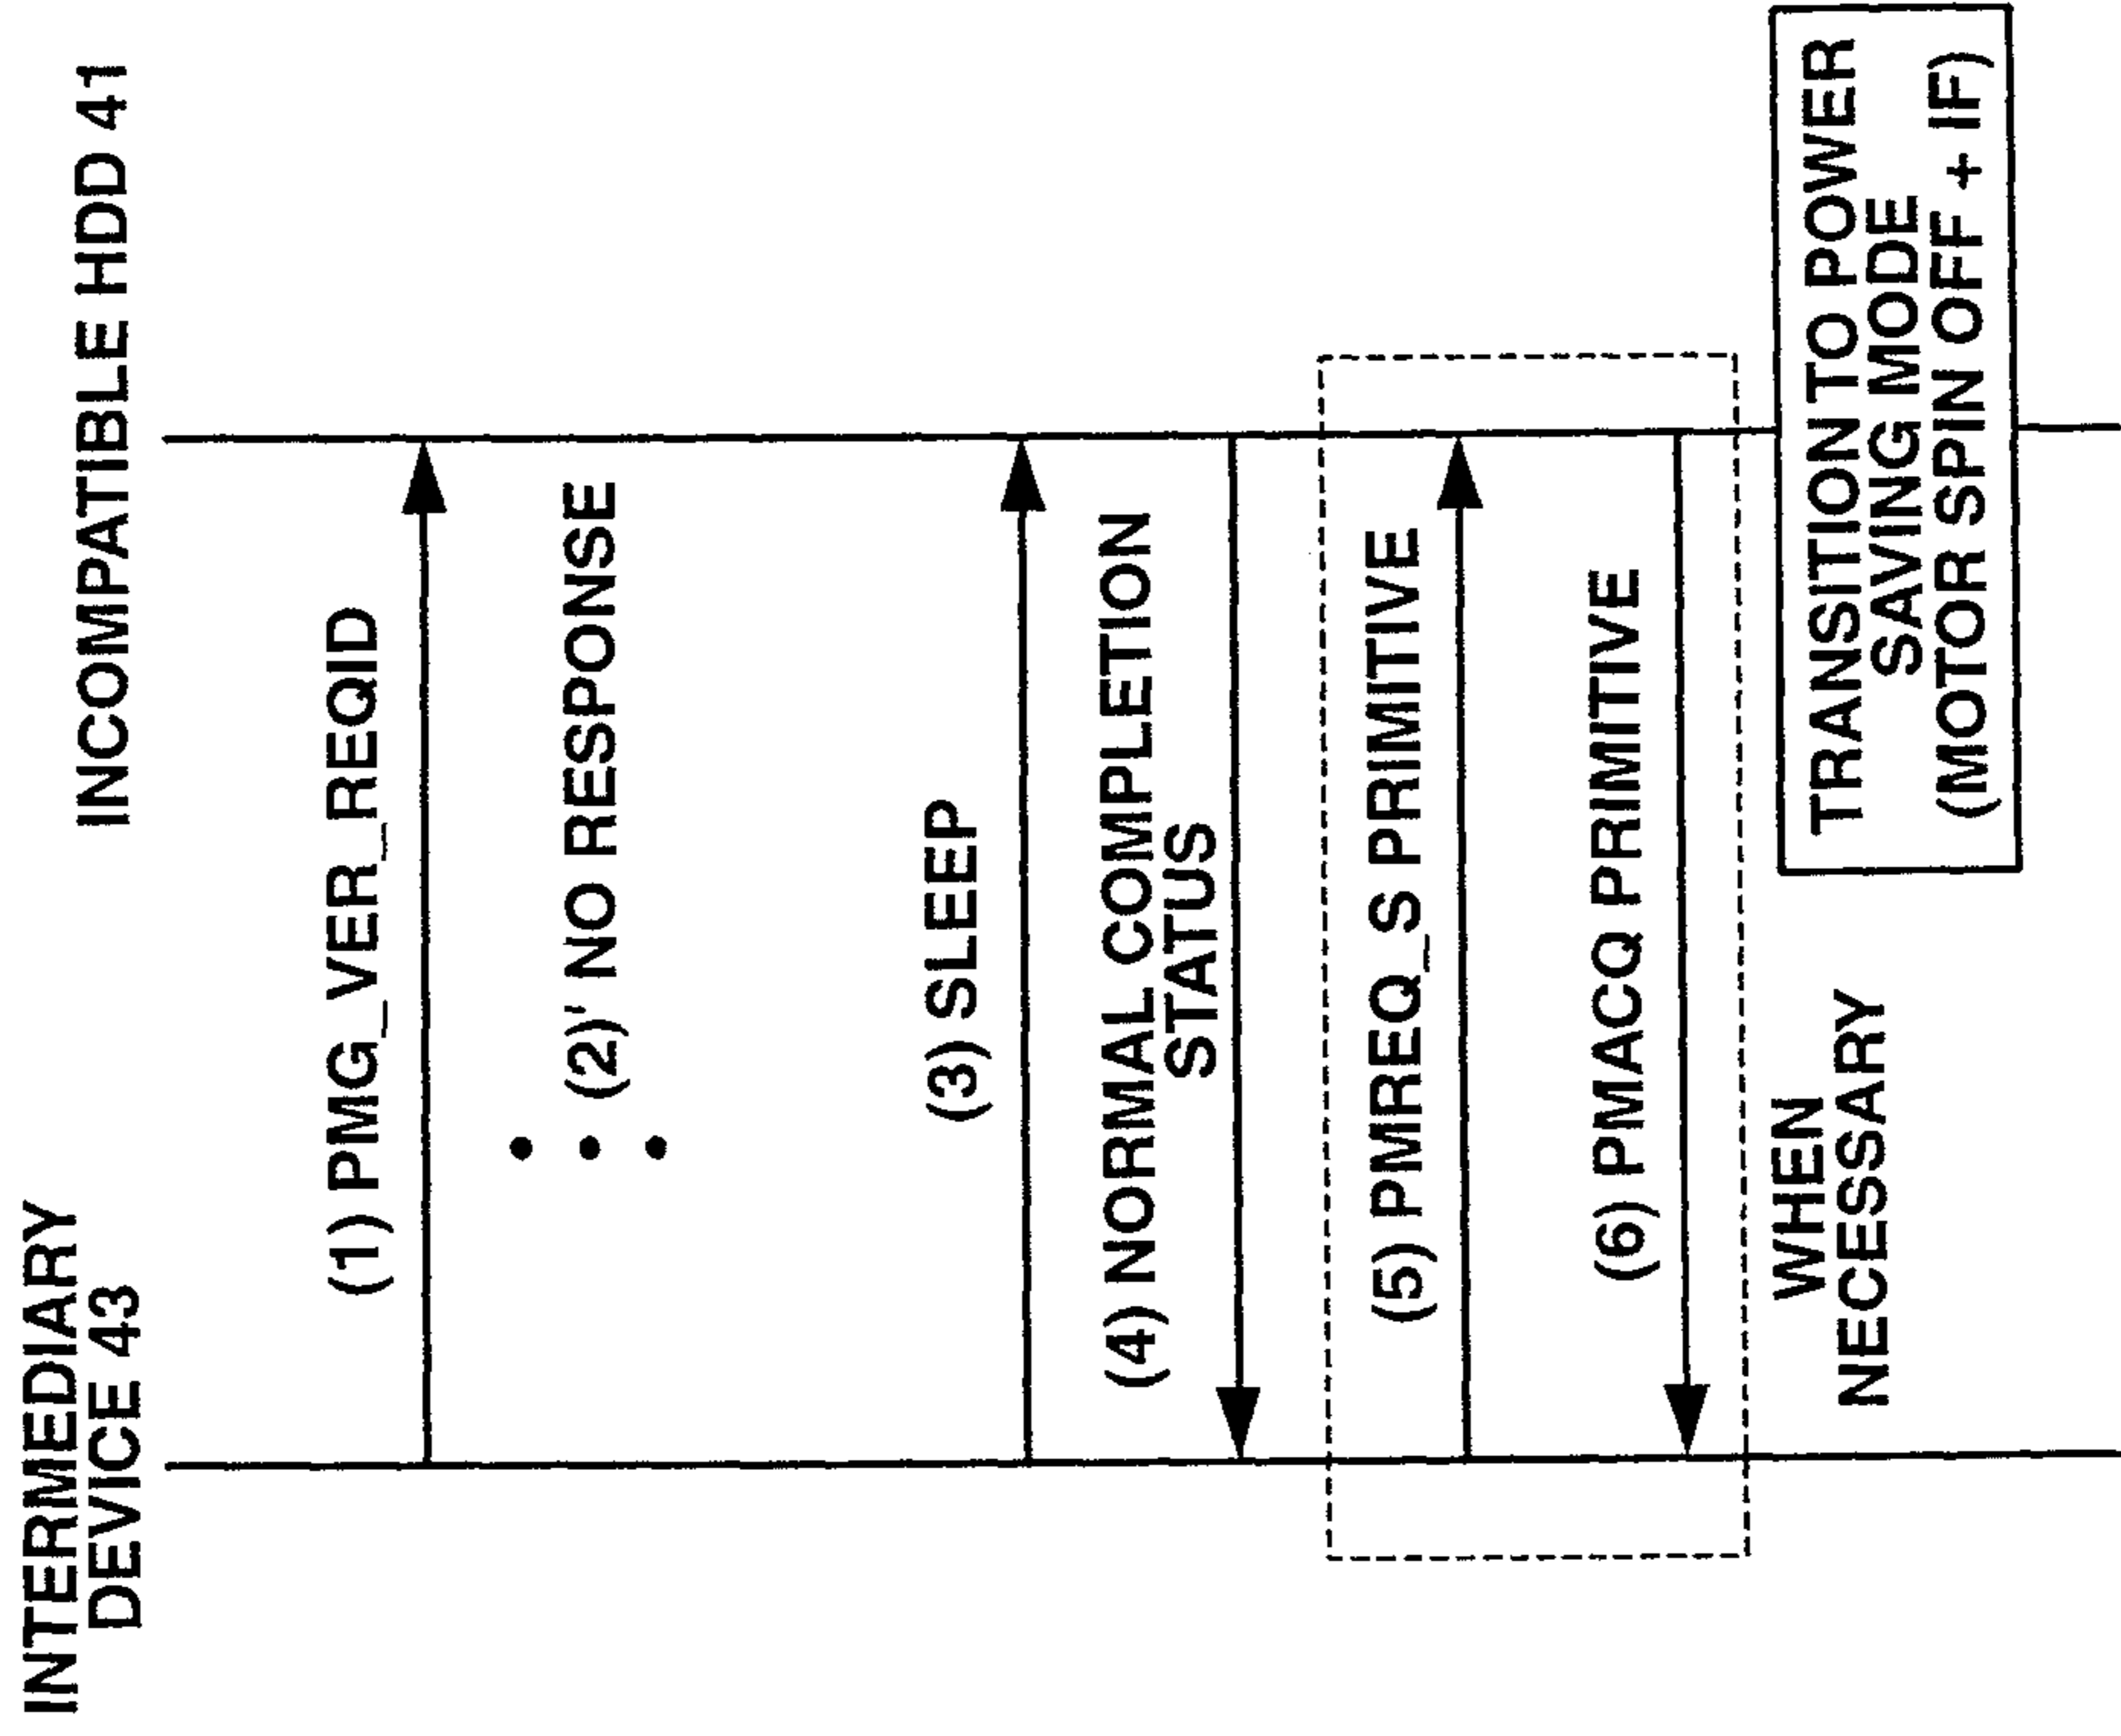 INTERMEDIARY
DEVICE 43
INCOMPATIBLE HDD 41
(1) PMG_VER_REQID
(2)' NO RESPONSE
(3) SLEEP
(4) NORMAL COMPLETION
STATUS
(5) PMREQ_S PRIMITIVE
(6) PMACQ PRIMITIVE
WHEN
NECESSARY
TRANSITION TO POWER
SAVING MODE
(MOTOR SPIN OFF + IF)